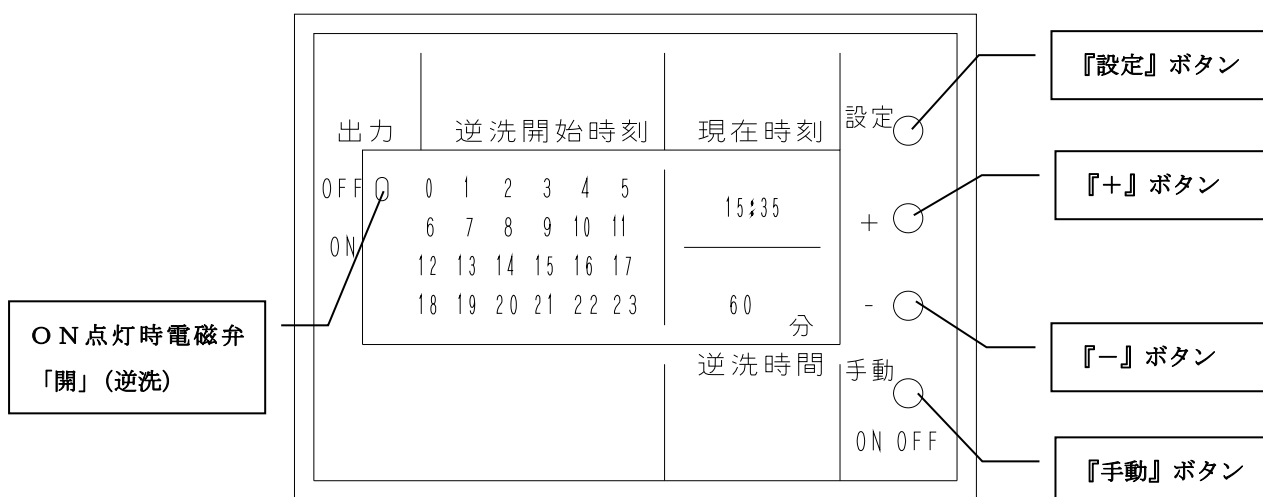 『設定』ボタン
出力 逆洗開始時刻 現在時刻 設定
『＋』ボタン
OFF 0 1 2 3 4 5
15:35
+
6 7 8 9 10 11
ON
12 13 14 15 16 17
18 19 20 21 22 23
60
分
-
ＯＮ点灯時電磁弁
「開」(逆洗)
『－』ボタン
逆洗時間 手動
ON OFF
『手動』ボタン